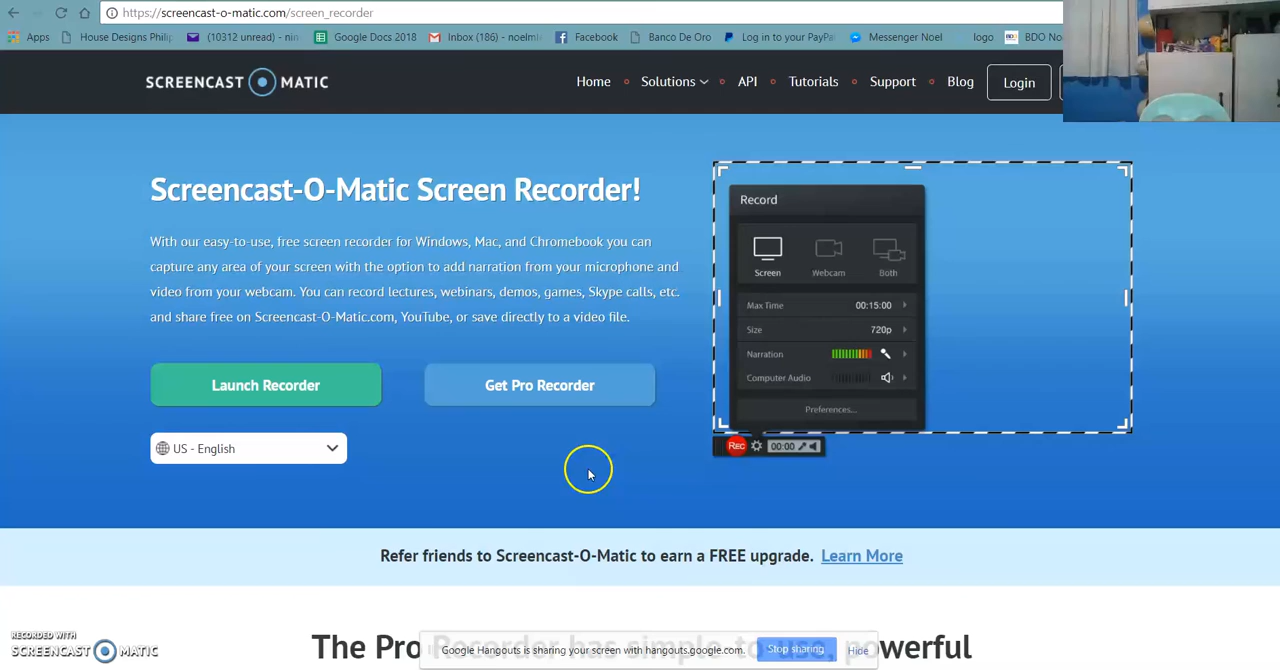 https://screencast-o-matic.com/screen_recorder
Apps House Designs Philip (10312 unread) - nin Google Docs 2018 Inbox (186) - noelm Facebook Banco De Oro Log in to your PayPa Messenger Noel logo BDO No
SCREENCAST MATIC
Home Solutions API Tutorials Support Blog Login
Screencast-O-Matic Screen Recorder!
With our easy-to-use, free screen recorder for Windows, Mac, and Chromebook you can
capture any area of your screen with the option to add narration from your microphone and
video from your webcam. You can record lectures, webinars, demos, games, Skype calls, etc.
and share free on Screencast-O-Matic.com, YouTube, or save directly to a video file.
Launch Recorder
Get Pro Recorder
US - English
Record
Screen Webcam Both
Max Time 00:15:00
Size 720p
Narration
Computer Audio
Preferences...
Rec 00:00
Refer friends to Screencast-O-Matic to earn a FREE upgrade. Learn More
The Pro Recorder has simple-to-use, powerful
Google Hangouts is sharing your screen with hangouts.google.com. Stop sharing Hide
RECORDED WITH
SCREENCAST MATIC